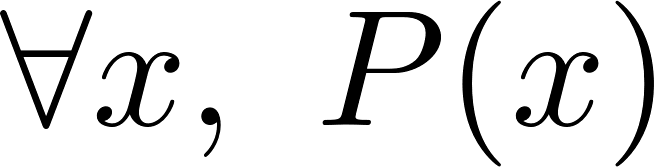 ∀x, P(x)